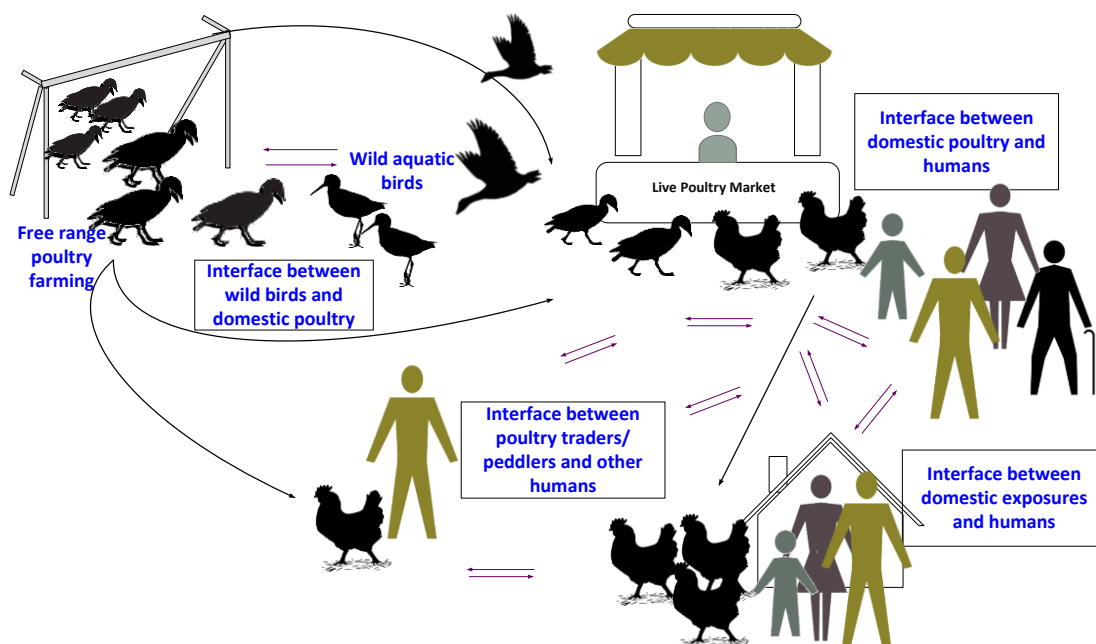 Wild aquatic
birds
Free range
poultry
farming
Interface between
wild birds and
domestic poultry
Live Poultry Market
Interface between
domestic poultry and
humans
Interface between
poultry traders/
peddlers and other
humans
Interface between
domestic exposures
and humans